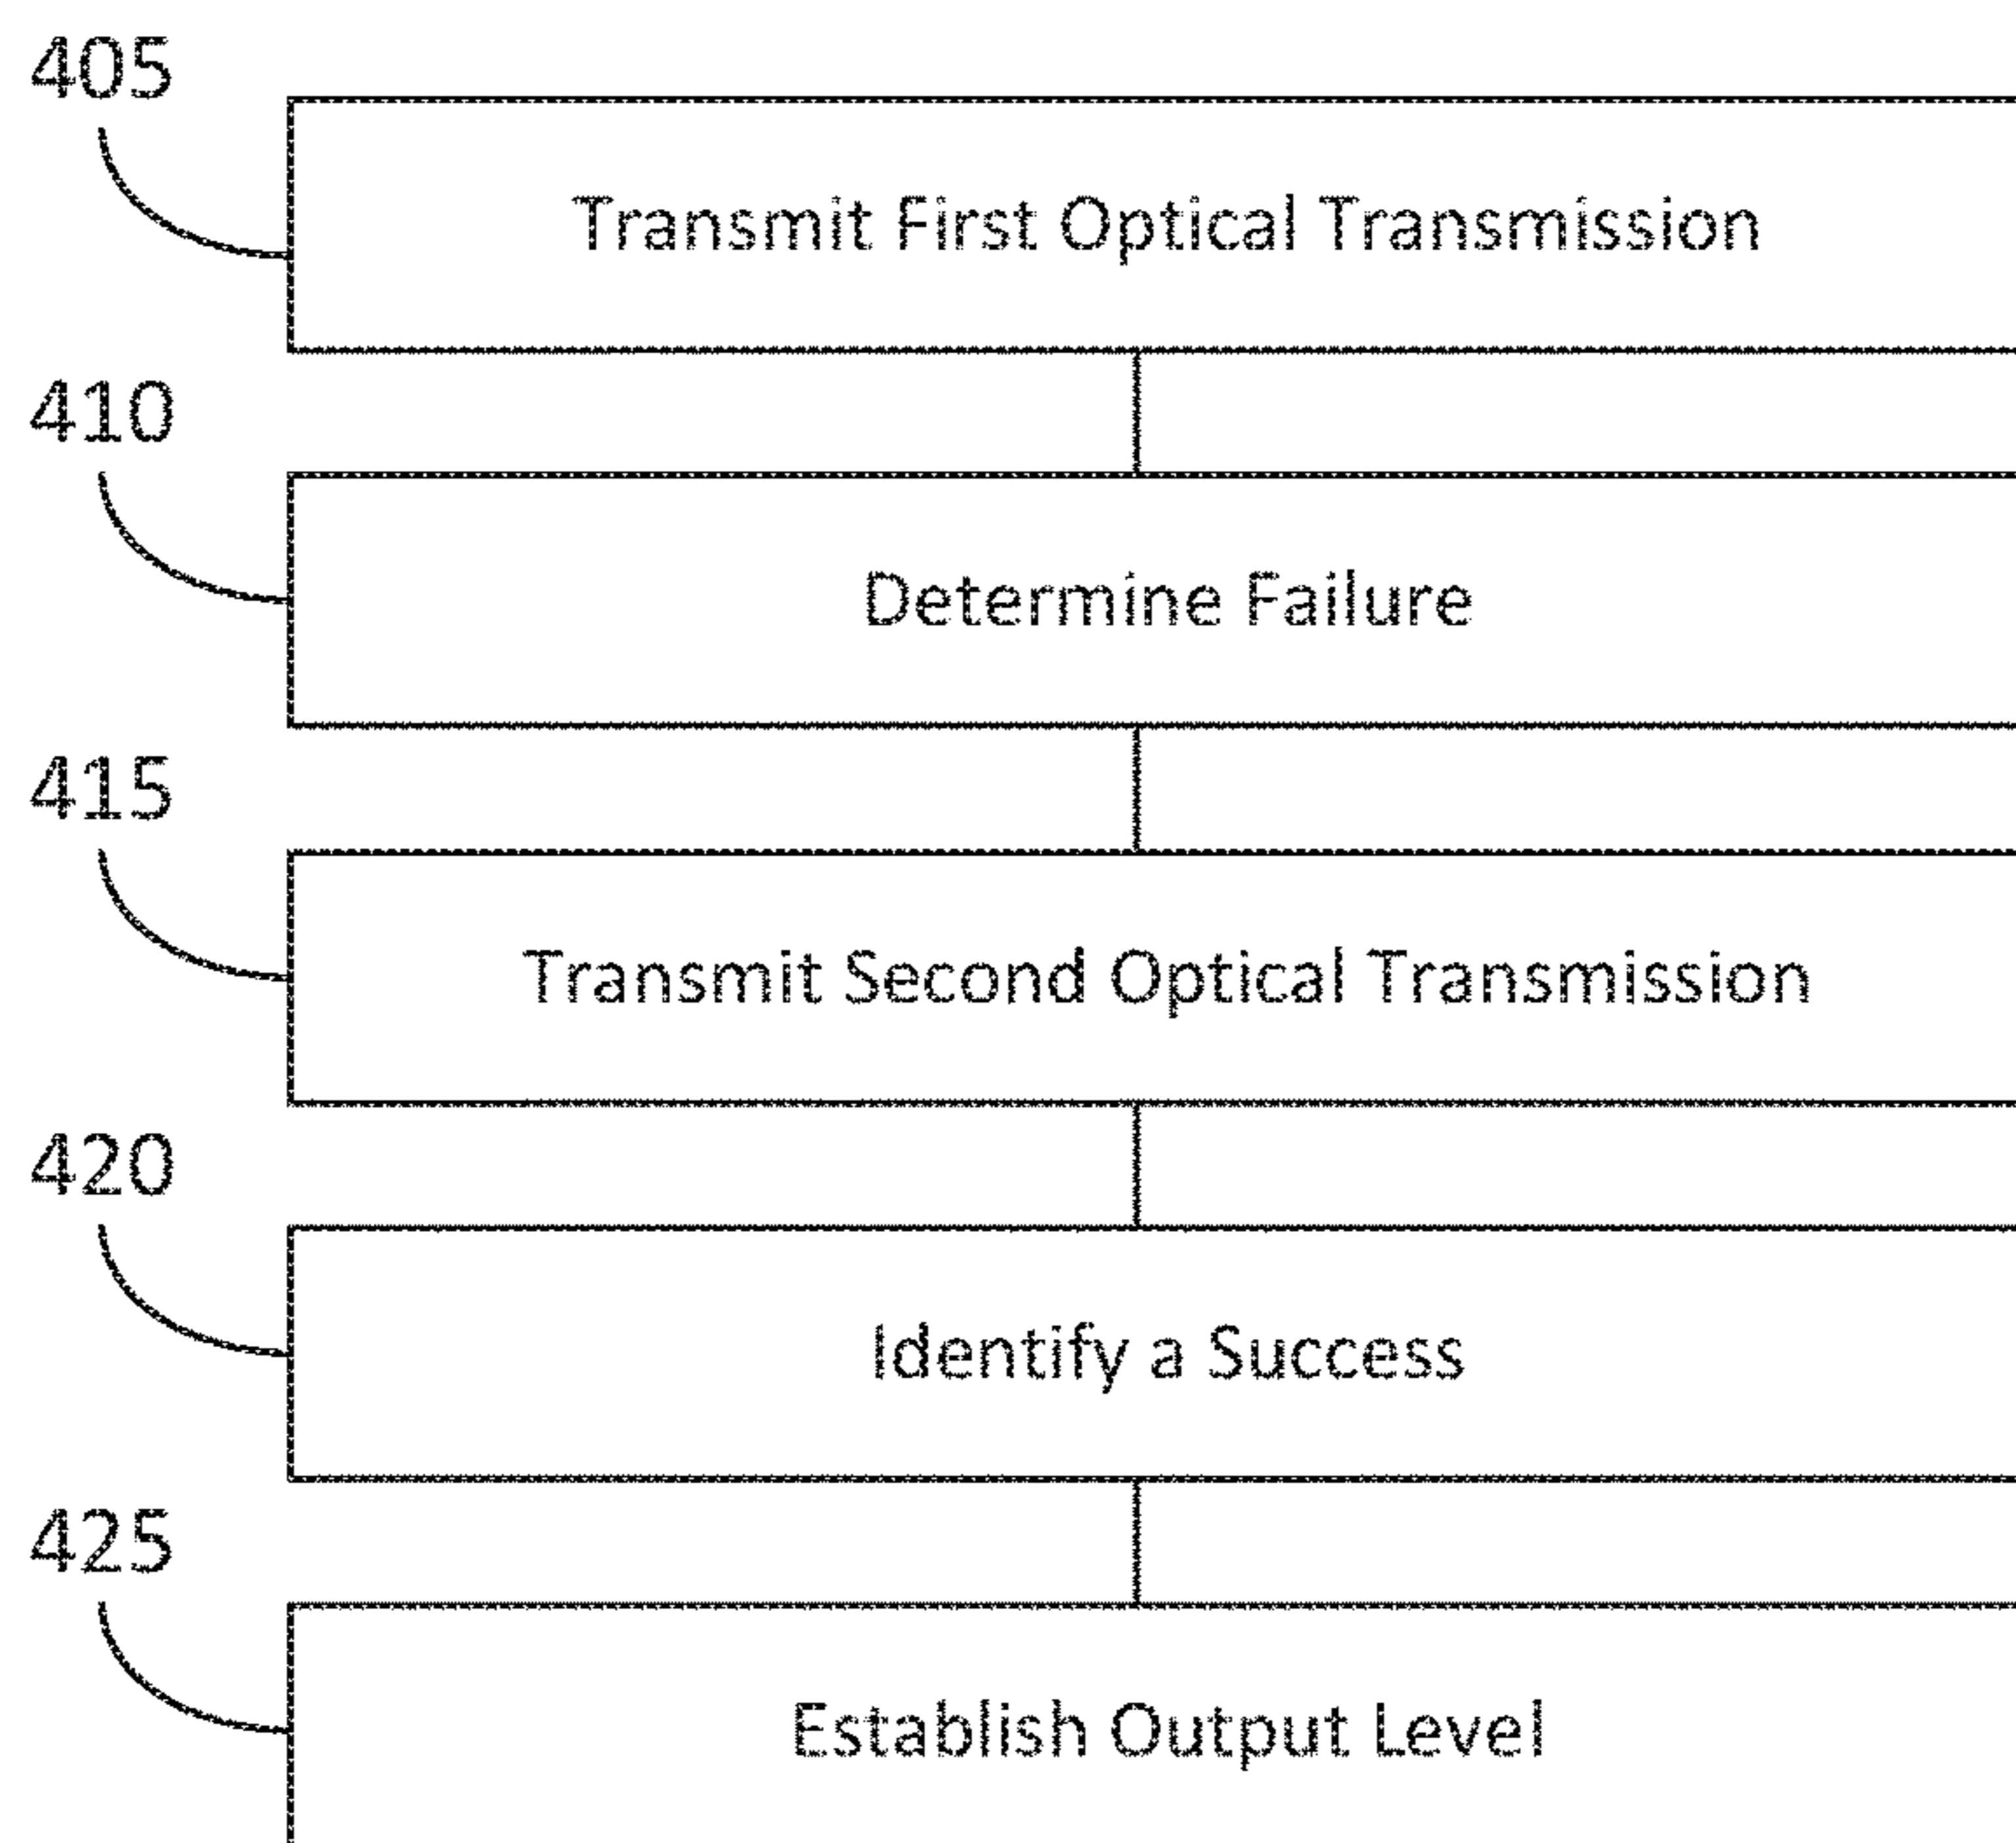 405
Transmit First Optical Transmission
410
Determine Failure
415
Transmit Second Optical Transmission
420
Identify a Success
425
Establish Output Level